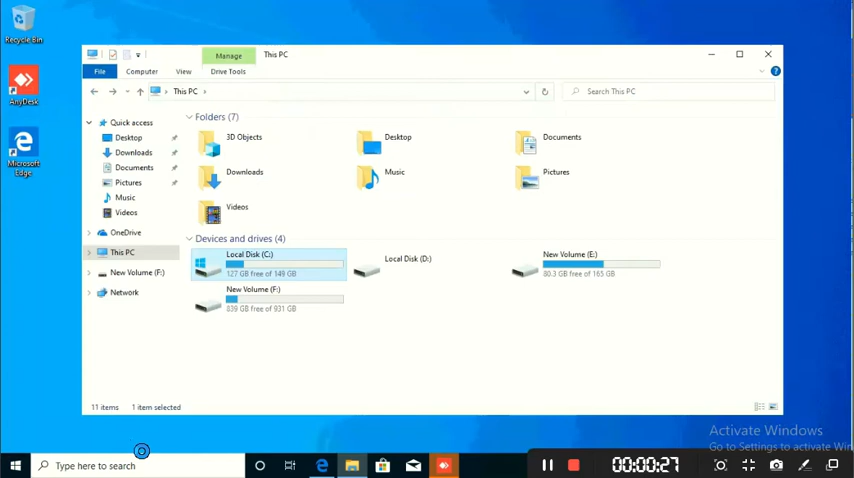 Recycle Bin
AnyDesk
Microsoft
Edge
Manage
This PC
File
Computer
View
Drive Tools
This PC
Search This PC
Quick access
Desktop
Downloads
Documents
Pictures
Music
Videos
OneDrive
This PC
New Volume (F:)
Network
Folders (7)
3D Objects
Desktop
Documents
Downloads
Music
Pictures
Videos
Devices and drives (4)
Local Disk (C:)
127 GB free of 149 GB
Local Disk (D:)
New Volume (E:)
80.3 GB free of 165 GB
New Volume (F:)
839 GB free of 931 GB
11 items
1 item selected
Activate Windows
Go to Settings to activate Win
Type here to search
00:00:27